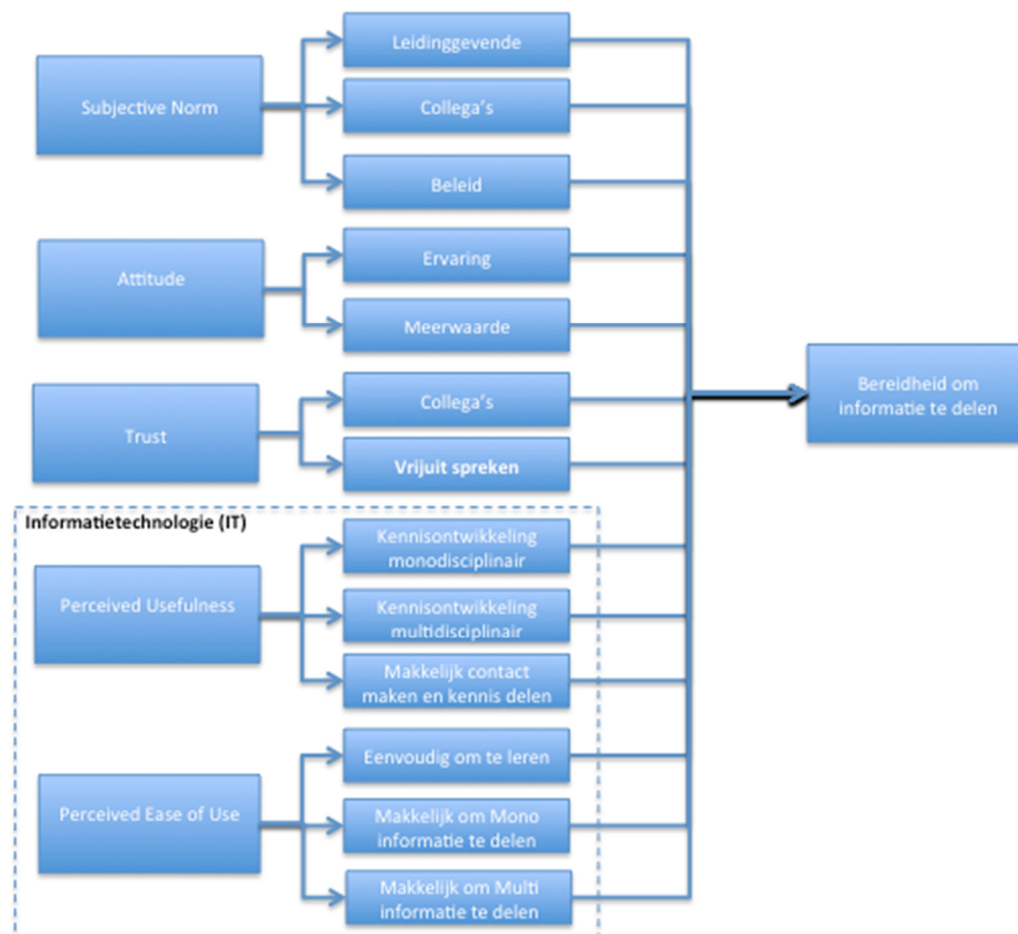 Subjective Norm
Leidinggevende
Collega's
Beleid
Attitude
Ervaring
Meerwaarde
Trust
Collega's
Vrijuit spreken
Informatietechnologie (IT)
Perceived Usefulness
Kennisontwikkeling
monodisciplinair
Kennisontwikkeling
multidisciplinair
Makkelijk contact
maken en kennis delen
Perceived Ease of Use
Eenvoudig om te leren
Makkelijk om Mono
informatie te delen
Makkelijk om Multi
informatie te delen
Bereidheid om
informatie te delen